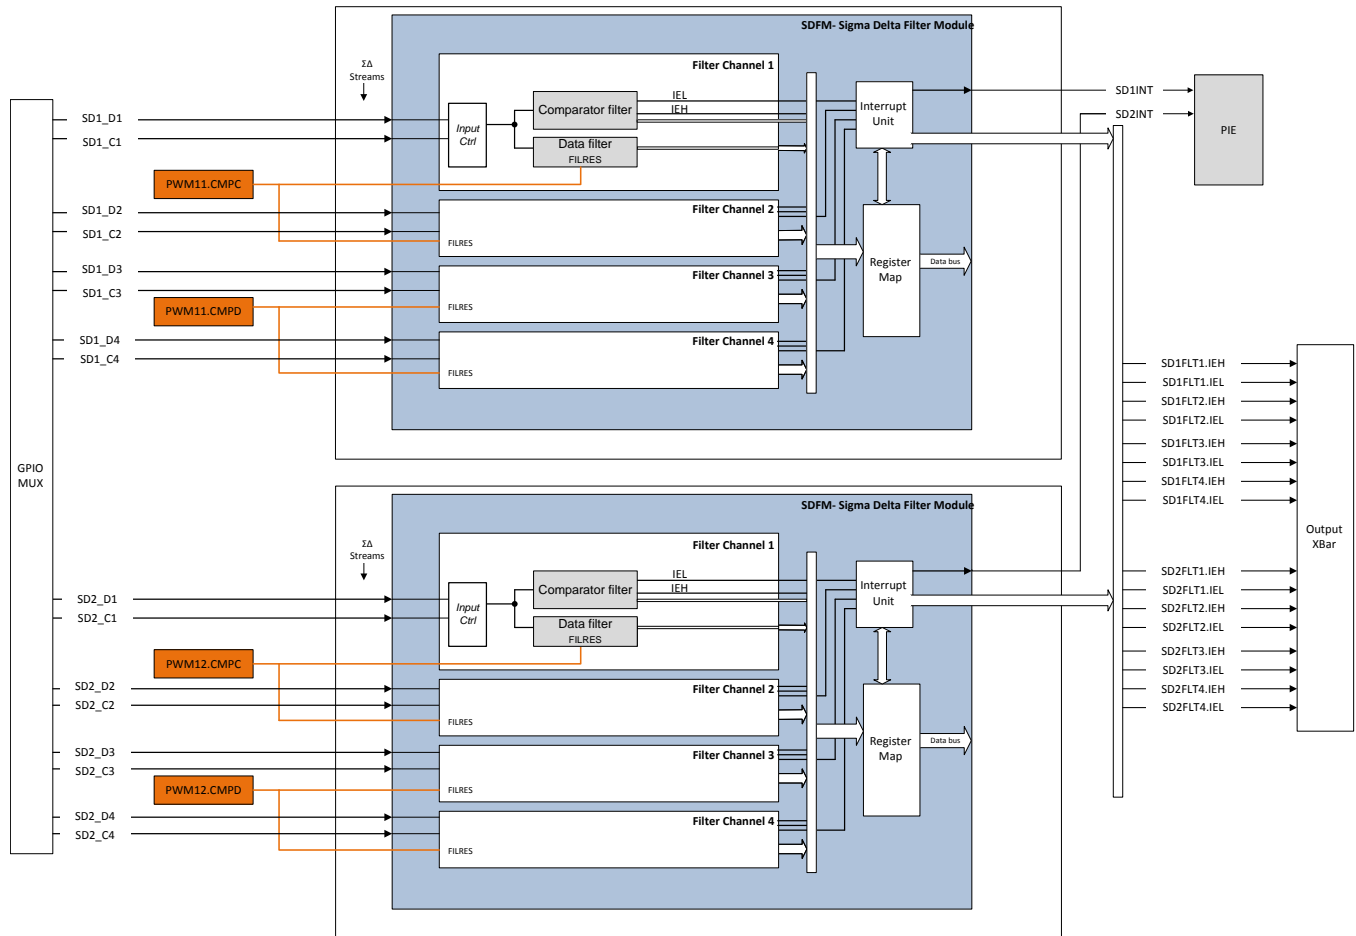 SDFM- Sigma Delta Filter Module
ΣΔ
Streams
Filter Channel 1
SD1_D1
SD1_C1
Input
Ctrl
Comparator filter
IEL
IEH
Data filter
FILRES
Interrupt
Unit
SD1INT
SD2INT
PIE
PWM11.CMPC
SD1_D2
SD1_C2
Filter Channel 2
FILRES
SD1_D3
SD1_C3
Filter Channel 3
FILRES
PWM11.CMPD
Register
Map
Data bus
SD1_D4
SD1_C4
Filter Channel 4
FILRES
GPIO
MUX
SD1FLT1.IEH
SD1FLT1.IEL
SD1FLT2.IEH
SD1FLT2.IEL
SD1FLT3.IEH
SD1FLT3.IEL
SD1FLT4.IEH
SD1FLT4.IEL
Output
XBar
SDFM- Sigma Delta Filter Module
ΣΔ
Streams
Filter Channel 1
SD2_D1
SD2_C1
Input
Ctrl
Comparator filter
IEL
IEH
Data filter
FILRES
Interrupt
Unit
SD2FLT1.IEH
SD2FLT1.IEL
SD2FLT2.IEH
SD2FLT2.IEL
SD2FLT3.IEH
SD2FLT3.IEL
SD2FLT4.IEH
SD2FLT4.IEL
PWM12.CMPC
SD2_D2
SD2_C2
Filter Channel 2
FILRES
SD2_D3
SD2_C3
Filter Channel 3
FILRES
PWM12.CMPD
Register
Map
Data bus
SD2_D4
SD2_C4
Filter Channel 4
FILRES